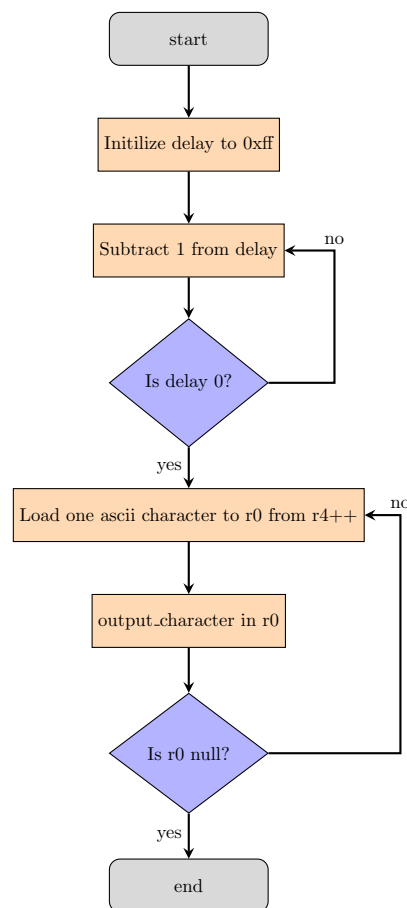 start
Initilize delay to 0xff
Subtract 1 from delay
no
Is delay 0?
yes
Load one ascii character to r0 from r4++
no
output_character in r0
Is r0 null?
yes
end